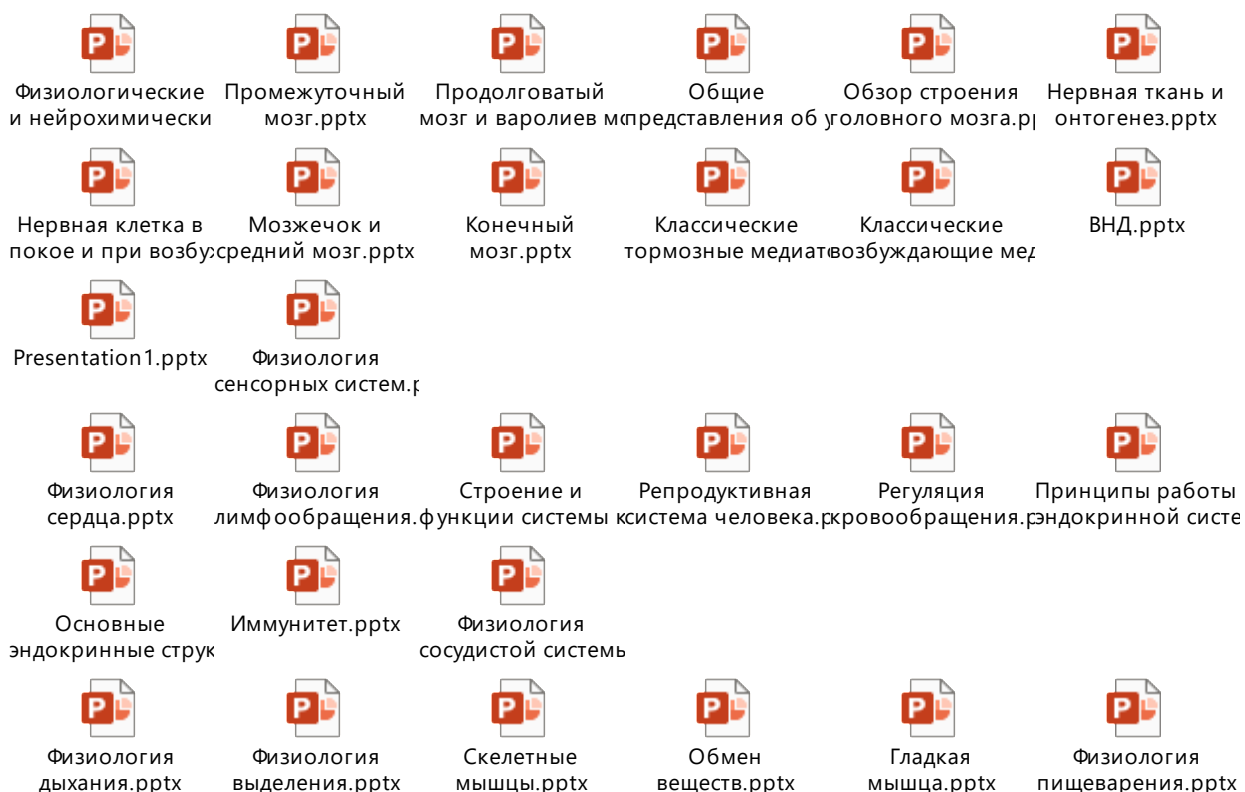 Физиологические Промежуточный Продолговатый Общие Обзор строения Нервная ткань и
и нейрохимически мозг.pptx мозг и варолиев мо представления об у головного мозга.pp онтогенез.pptx
Нервная клетка в Мозжечок и Конечный Классические Классические ВНД.pptx
покое и при возбу средний мозг.pptx мозг.pptx тормозные медиато возбуждающие мед
Presentation1.pptx Физиология
сенсорных систем.p
Физиология Физиология Строение и Репродуктивная Регуляция Принципы работы
сердца.pptx лимфообращения. функции системы к система человека.p кровообращения.p эндокринной систе
Основные Иммунитет.pptx Физиология
эндокринные струк сосудистой системы
Физиология Физиология Скелетные Обмен Гладкая Физиология
дыхания.pptx выделения.pptx мышцы.pptx веществ.pptx мышца.pptx пищеварения.pptx